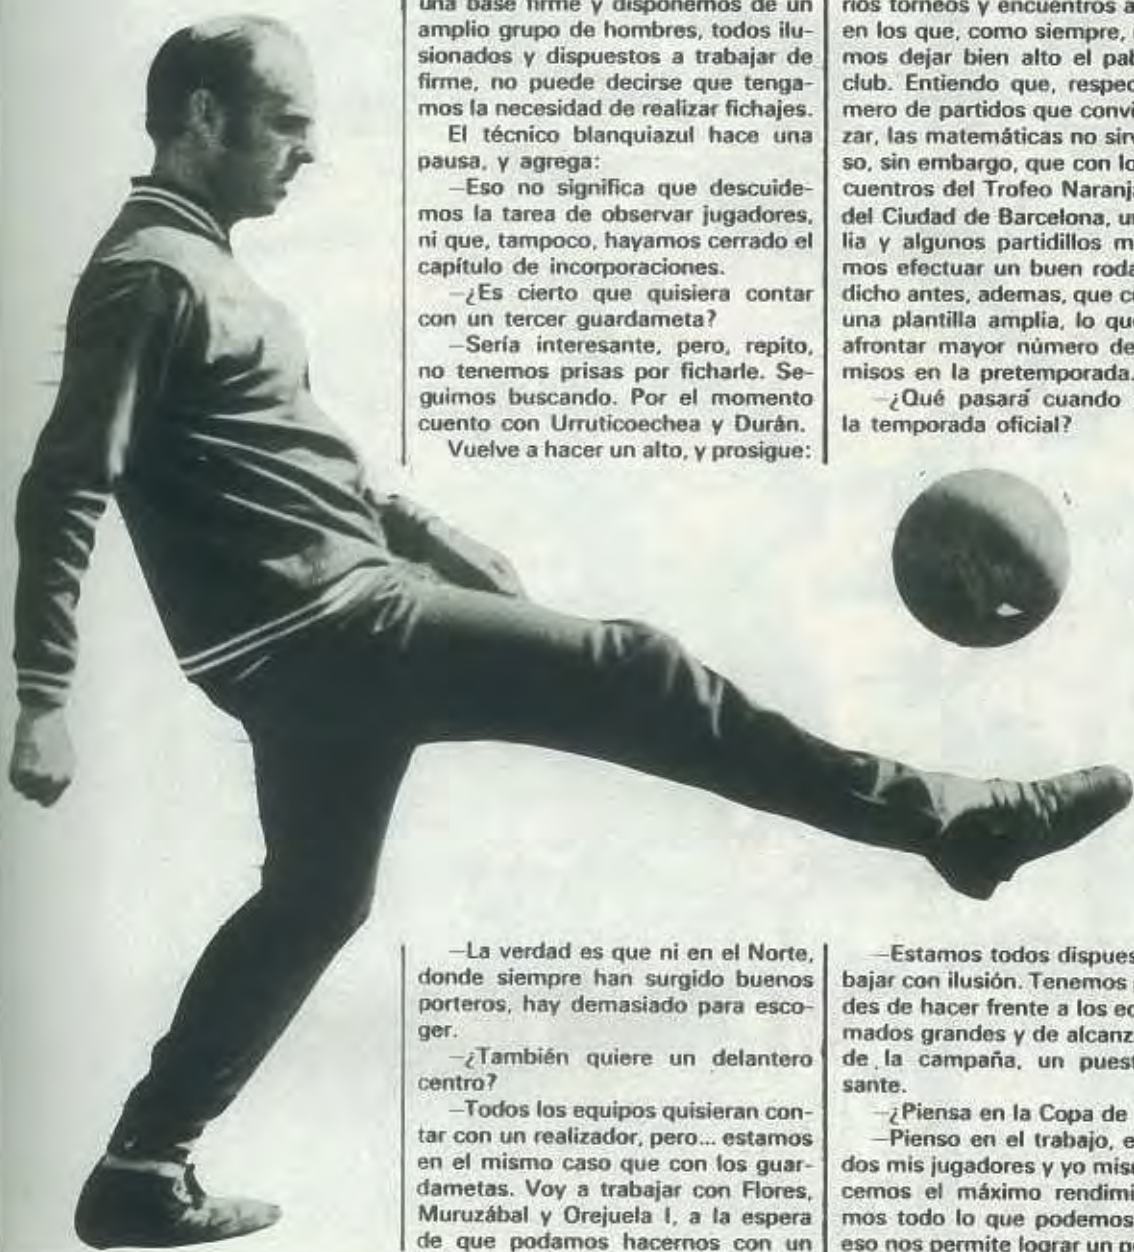 una base firme y disponemos de un
amplio grupo de hombres, todos ilu-
sionados y dispuestos a trabajar de
firme, no puede decirse que tenga-
mos la necesidad de realizar fichajes.
El técnico blanquiazul hace una
pausa, y agrega:
—Eso no significa que descuide-
mos la tarea de observar jugadores,
ni que, tampoco, hayamos cerrado el
capítulo de incorporaciones.
—¿Es cierto que quisiera contar
con un tercer guardameta?
—Sería interesante, pero, repito,
no tenemos prisas por ficharle. Se-
guimos buscando. Por el momento
cuento con Urruticoechea y Durán.
Vuelve a hacer un alto, y prosigue:
—La verdad es que ni en el Norte,
donde siempre han surgido buenos
porteros, hay demasiado para esco-
ger.
—¿También quiere un delantero
centro?
—Todos los equipos quisieran con-
tar con un realizador, pero... estamos
en el mismo caso que con los guar-
dametas. Voy a trabajar con Flores,
Muruzábal y Orejuela I, a la espera
de que podamos hacernos con un
rios torneos y encuentros
en los que, como siempre,
mos dejar bien alto el
club. Entiendo que,
mero de partidos que
zar, las matemáticas no
so, sin embargo, que con
cuentros del Trofeo
del Ciudad de Barcelona,
lia y algunos partidillos
mos efectuar un buen
dicho antes, ademas, que
una plantilla amplia, lo
afrontar mayor número de
misos en la pretemporada.
—¿Qué pasará cuando
la temporada oficial?
—Estamos todos
bajar con ilusión. Tenemos
des de hacer frente a los
mados grandes y de
de la campaña, un
sante.
—¿Piensa en la Copa de
—Pienso en el trabajo,
dos mis jugadores y yo
cemos el máximo
mos todo lo que podemos
eso nos permite lograr un